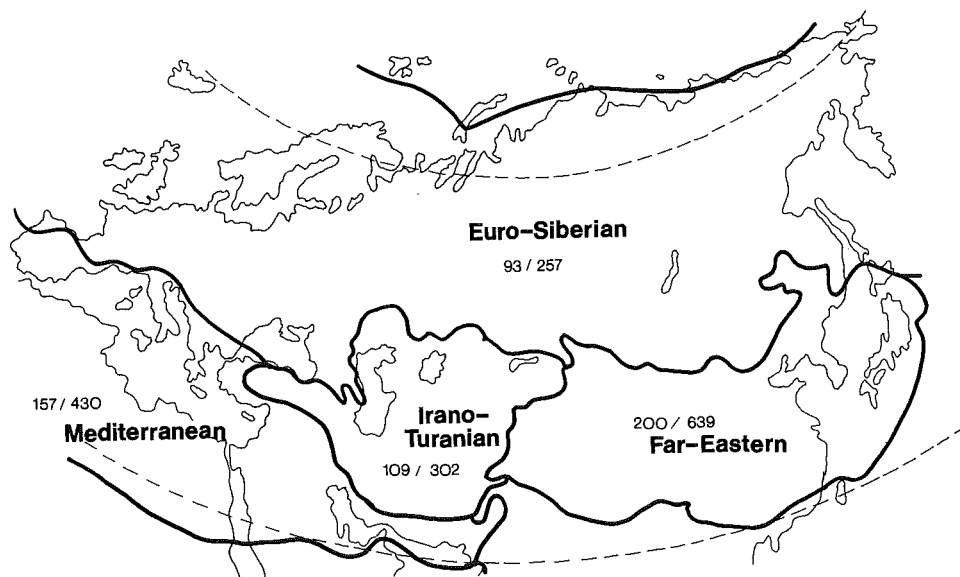 Euro–Siberian
93 / 257
157 / 430
Mediterranean
Irano–
Turanian
109 / 302
200 / 639
Far–Eastern